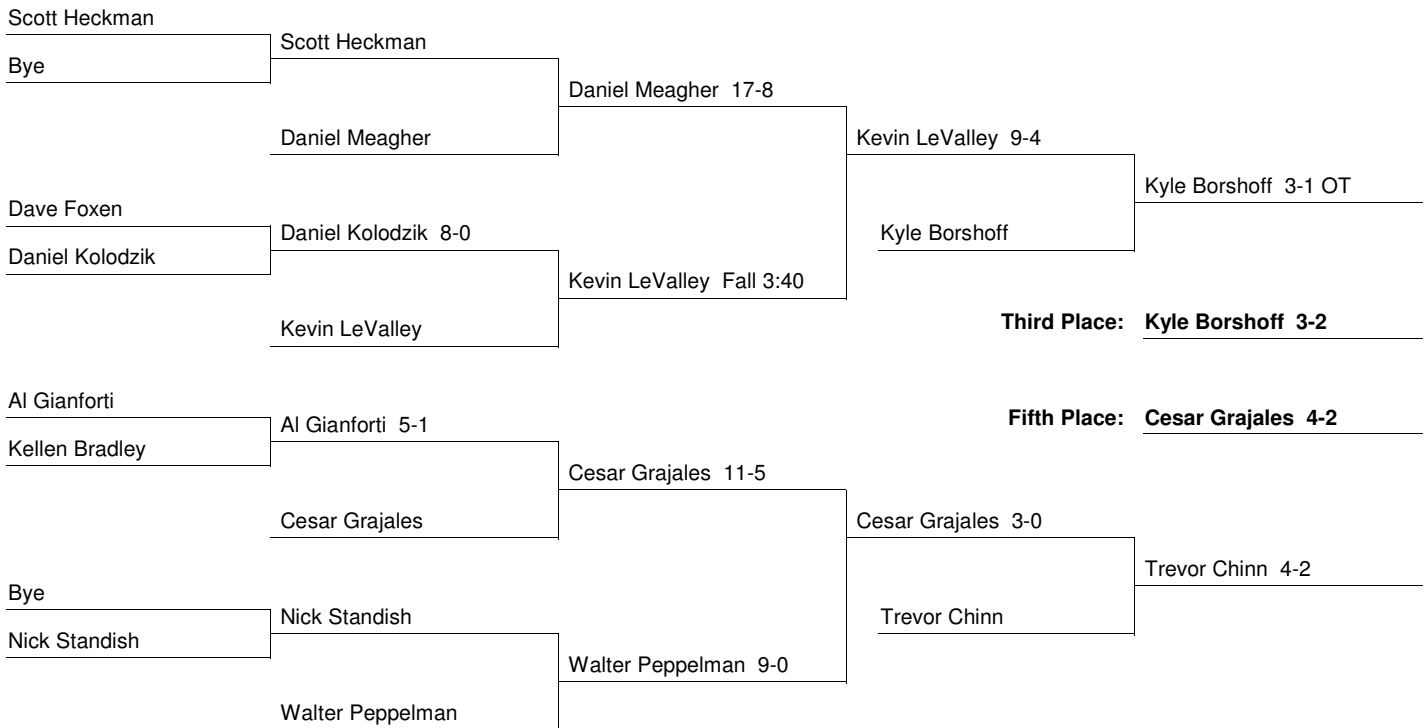 Scott Heckman
Scott Heckman
Bye
Daniel Meagher 17-8
Daniel Meagher
Kevin LeValley 9-4
Kyle Borshoff 3-1 OT
Dave Foxen
Daniel Kolodzik 8-0
Kyle Borshoff
Daniel Kolodzik
Kevin LeValley Fall 3:40
Kevin LeValley
Third Place: Kyle Borshoff 3-2
Al Gianforti
Al Gianforti 5-1
Fifth Place: Cesar Grajales 4-2
Kellen Bradley
Cesar Grajales 11-5
Cesar Grajales
Cesar Grajales 3-0
Trevor Chinn 4-2
Bye
Nick Standish
Trevor Chinn
Nick Standish
Walter Peppelman 9-0
Walter Peppelman